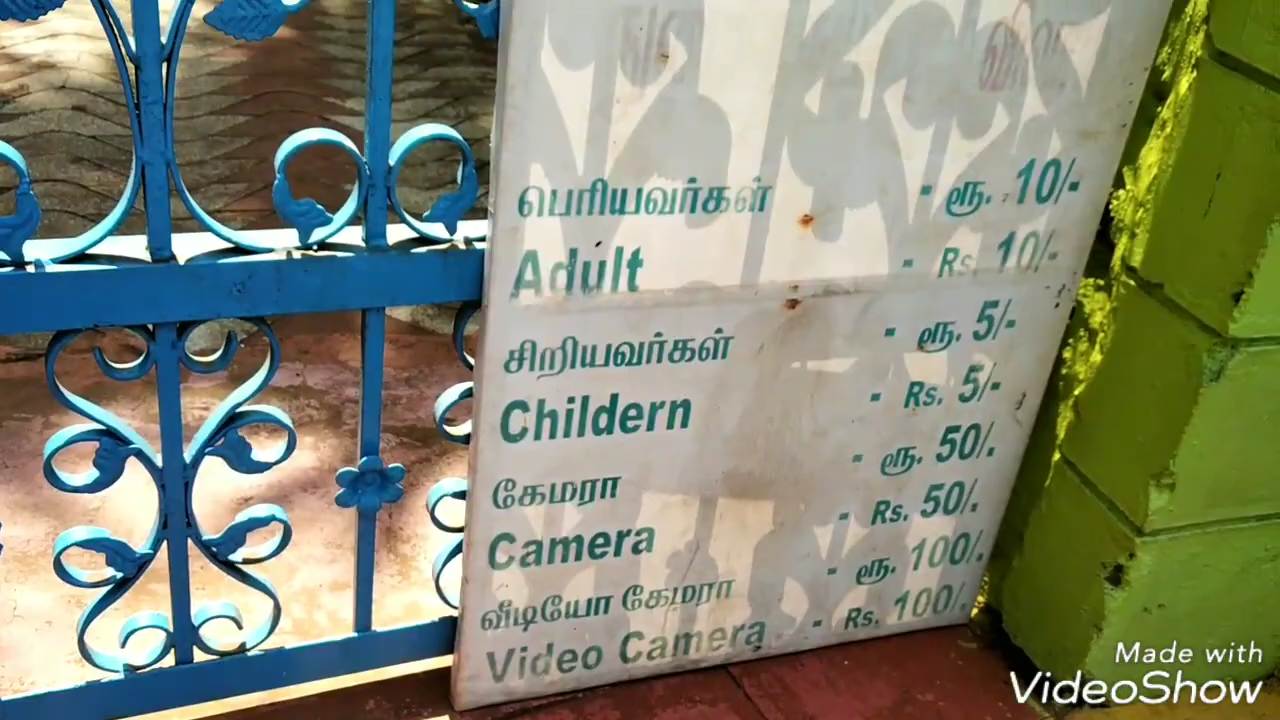 பெரியவர்கள் - ரூ. 10/-
Adult - Rs. 10/-
சிறியவர்கள் - ரூ. 5/-
Childern - Rs. 5/-
கேமரா - ரூ. 50/.
Camera - Rs. 50/.
வீடியோ கேமரா - ரூ. 100/.
Video Camera - Rs. 100/.
Made with
VideoShow